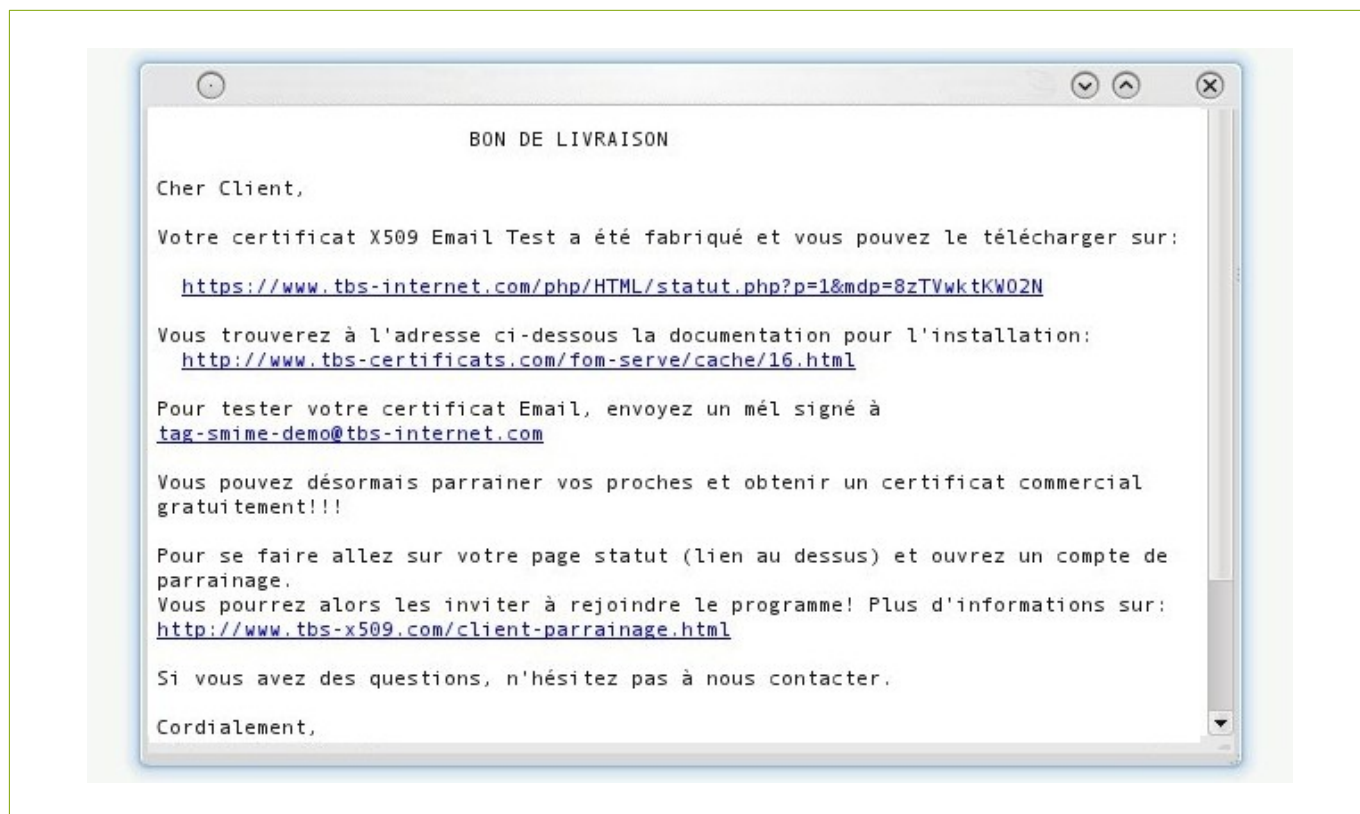 BON DE LIVRAISON
Cher Client,
Votre certificat X509 Email Test a été fabriqué et vous pouvez le télécharger sur:
https://www.tbs-internet.com/php/HTML/statut.php?p=1&mdp=8zTVwktKWO2N
Vous trouverez à l'adresse ci-dessous la documentation pour l'installation:
http://www.tbs-certificats.com/fom-serve/cache/16.html
Pour tester votre certificat Email, envoyez un mél signé à
tag-smime-demo@tbs-internet.com
Vous pouvez désormais parrainer vos proches et obtenir un certificat commercial
gratuitement!!!
Pour se faire allez sur votre page statut (lien au dessus) et ouvrez un compte de
parrainage.
Vous pourrez alors les inviter à rejoindre le programme! Plus d'informations sur:
http://www.tbs-x509.com/client-parrainage.html
Si vous avez des questions, n'hésitez pas à nous contacter.
Cordialement,